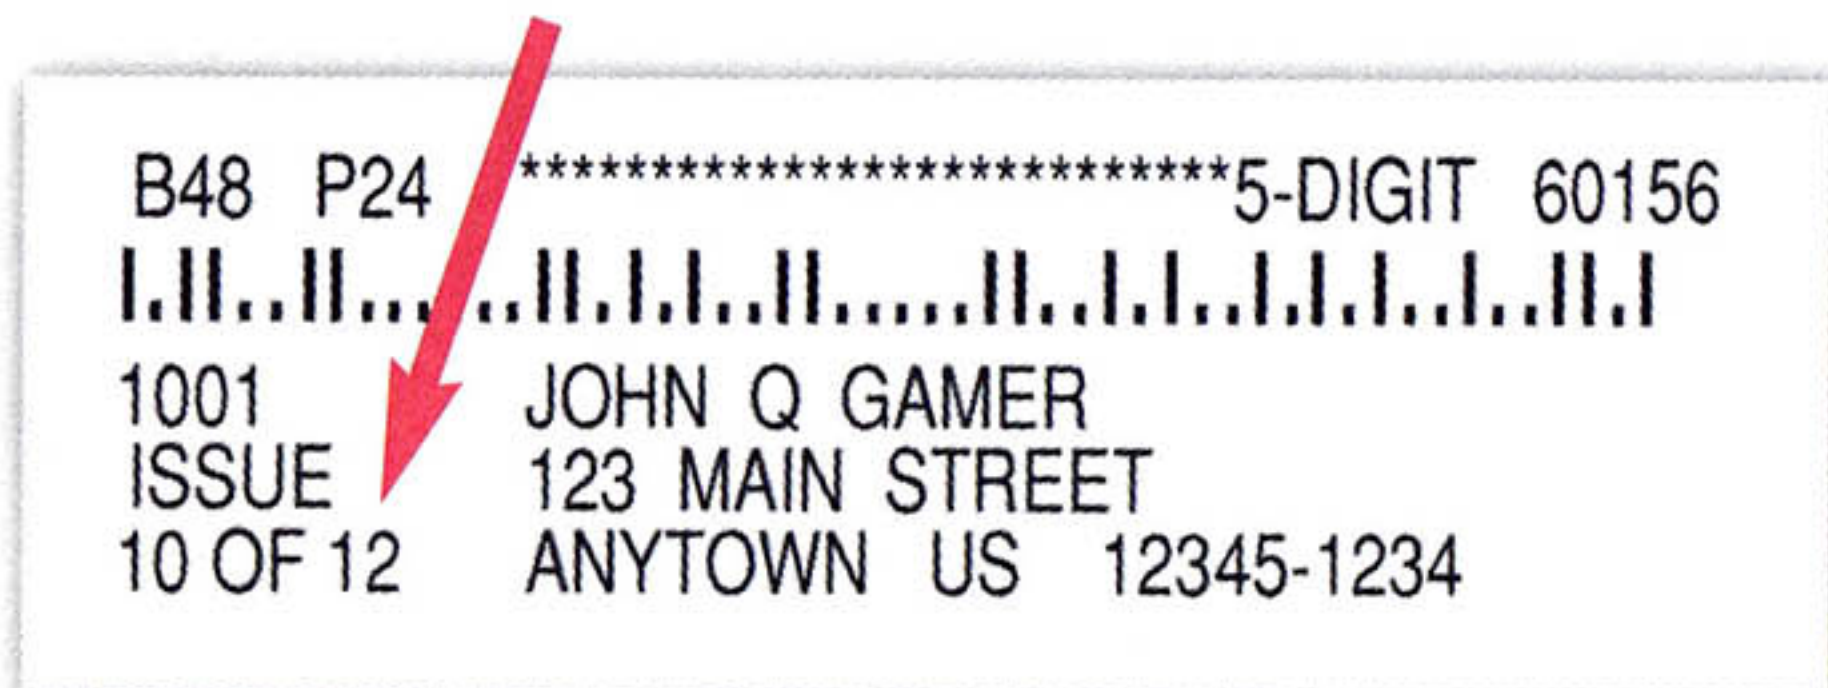 B48 P24 ***************************5-DIGIT 60156
1001 JOHN Q GAMER
ISSUE 123 MAIN STREET
10 OF 12 ANYTOWN US 12345-1234